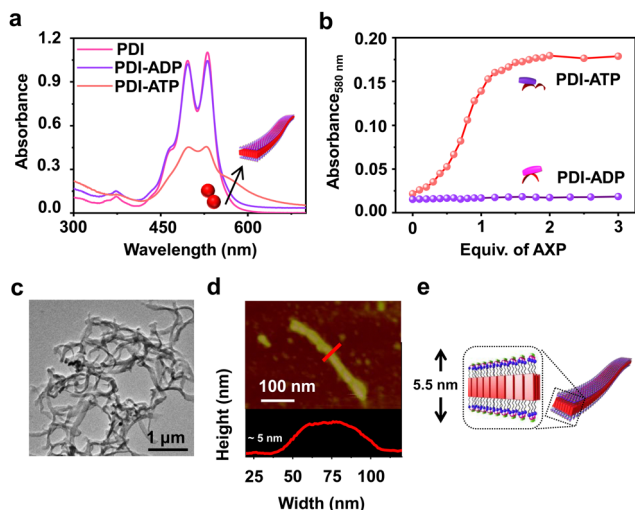 a
PDI
PDI-ADP
PDI-ATP
1.2
0.9
0.6
0.3
0.0
Absorbance
300
400
500
600
Wavelength (nm)
b
0.20
0.15
0.10
0.05
0.00
Absorbance580 nm
PDI-ATP
PDI-ADP
0
1
2
3
Equiv. of AXP
c
1 µm
d
100 nm
Height (nm)
~ 5 nm
25
50
75
100
Width (nm)
e
5.5 nm